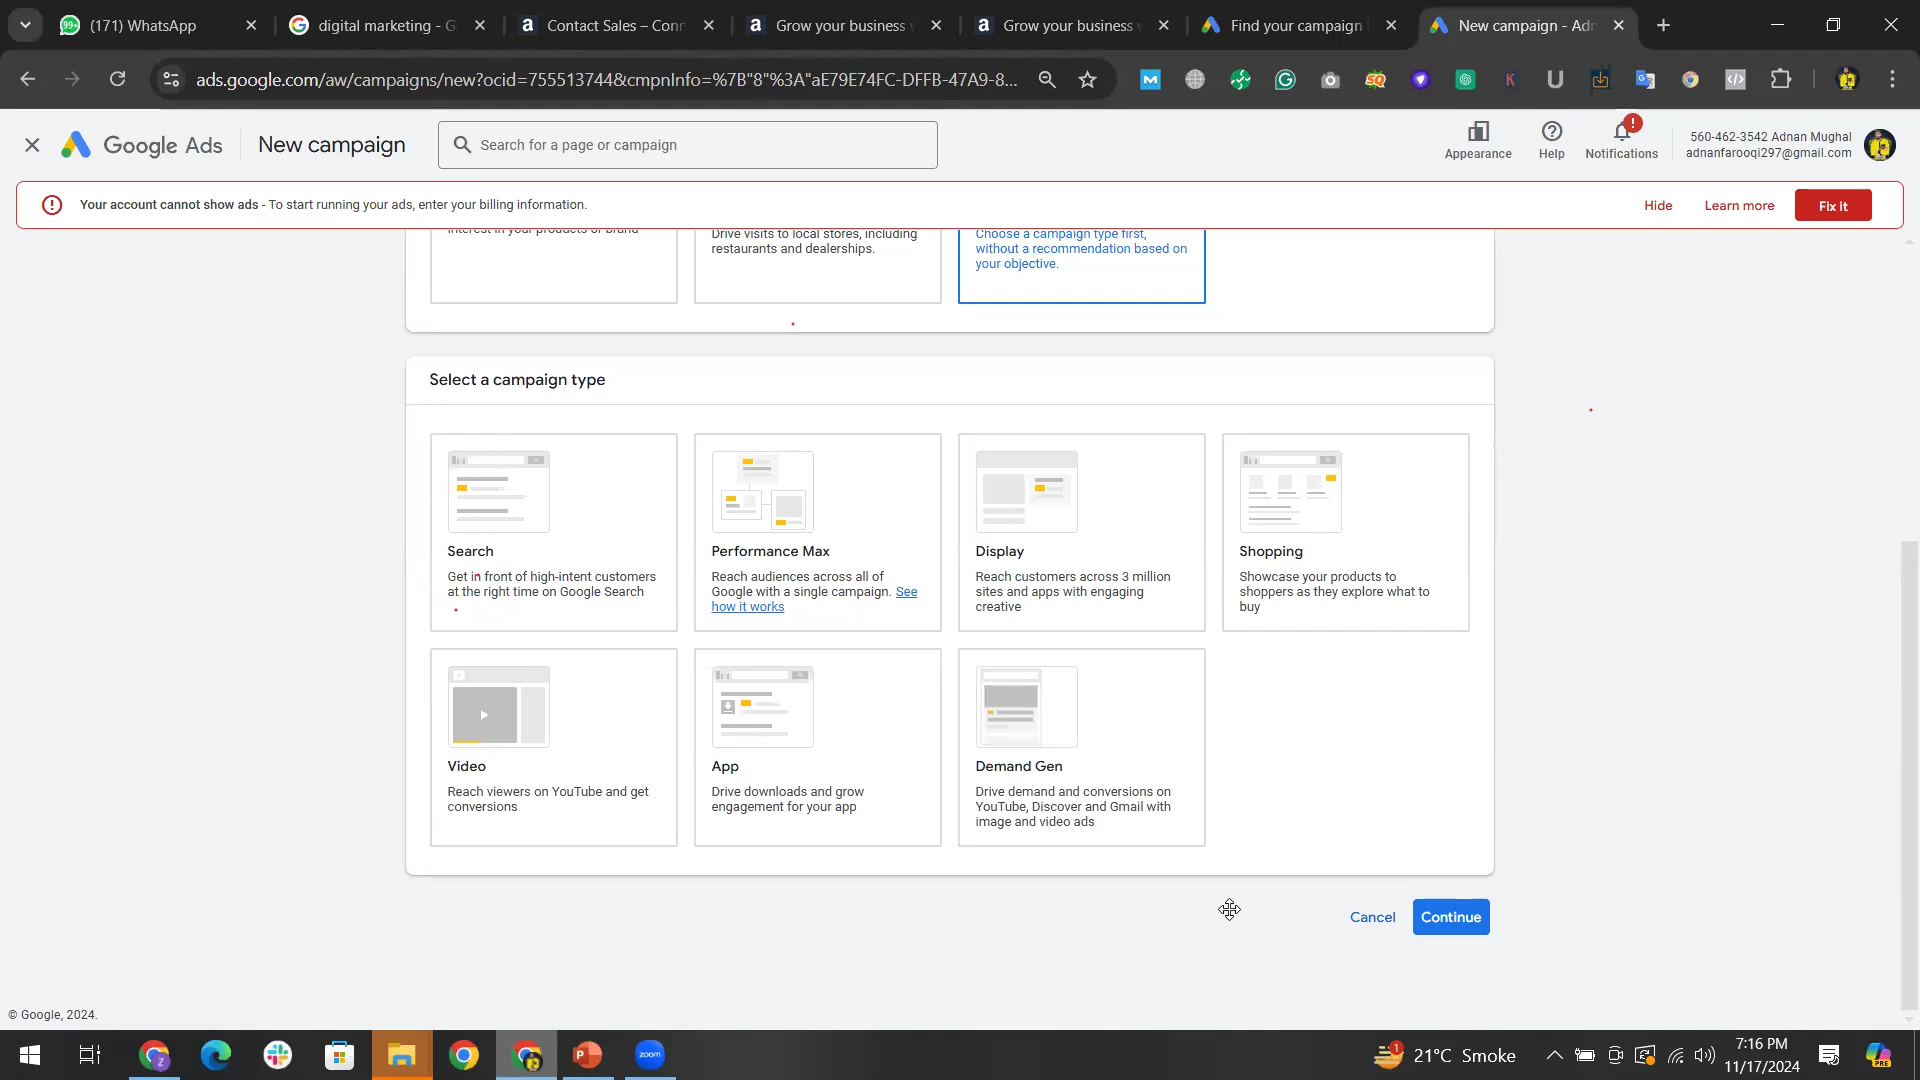 (171) WhatsApp
digital marketing - G
Contact Sales – Conn
Grow your business
Grow your business
Find your campaign
New campaign - Adn
ads.google.com/aw/campaigns/new?ocid=755513744&cmpnInfo=%7B"8"%3A"aE79E74FC-DFFB-47A9-8...
Google Ads
New campaign
Search for a page or campaign
Appearance
Help
Notifications
560-462-3542 Adnan Mughal
adnanfarooqi297@gmail.com
Your account cannot show ads - To start running your ads, enter your billing information.
Hide
Learn more
Fix it
interest in your products or brand
Drive visits to local stores, including
restaurants and dealerships.
Choose a campaign type first,
without a recommendation based on
your objective.
Select a campaign type
Search
Get in front of high-intent customers
at the right time on Google Search
Performance Max
Reach audiences across all of
Google with a single campaign. See
how it works
Display
Reach customers across 3 million
sites and apps with engaging
creative
Shopping
Showcase your products to
shoppers as they explore what to
buy
Video
Reach viewers on YouTube and get
conversions
App
Drive downloads and grow
engagement for your app
Demand Gen
Drive demand and conversions on
YouTube, Discover and Gmail with
image and video ads
Cancel
Continue
© Google, 2024.
zoom
21°C Smoke
7:16 PM
11/17/2024